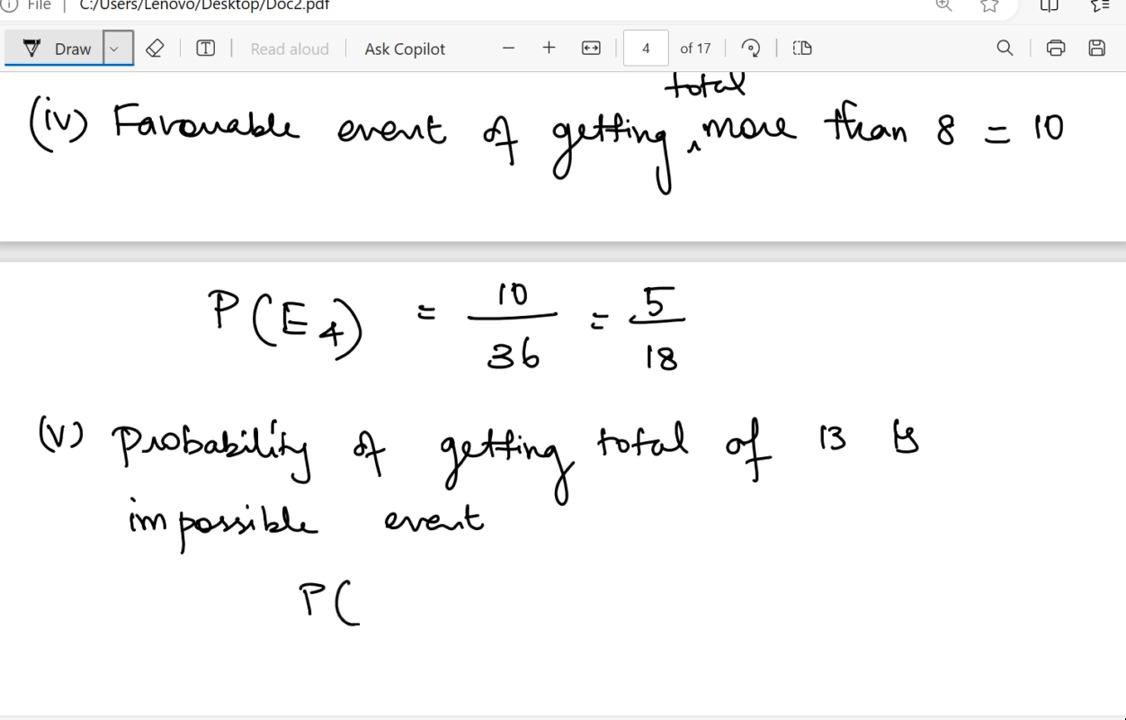 File | C:/Users/Lenovo/Desktop/Doc2.pdf
Draw Read aloud Ask Copilot 4 of 17
total
(iv) Favouable event of getting ^ more than 8 = 10
P(E4) = 10/36 = 5/18
(v) Probability of getting total of 13 is
impossible event
P(